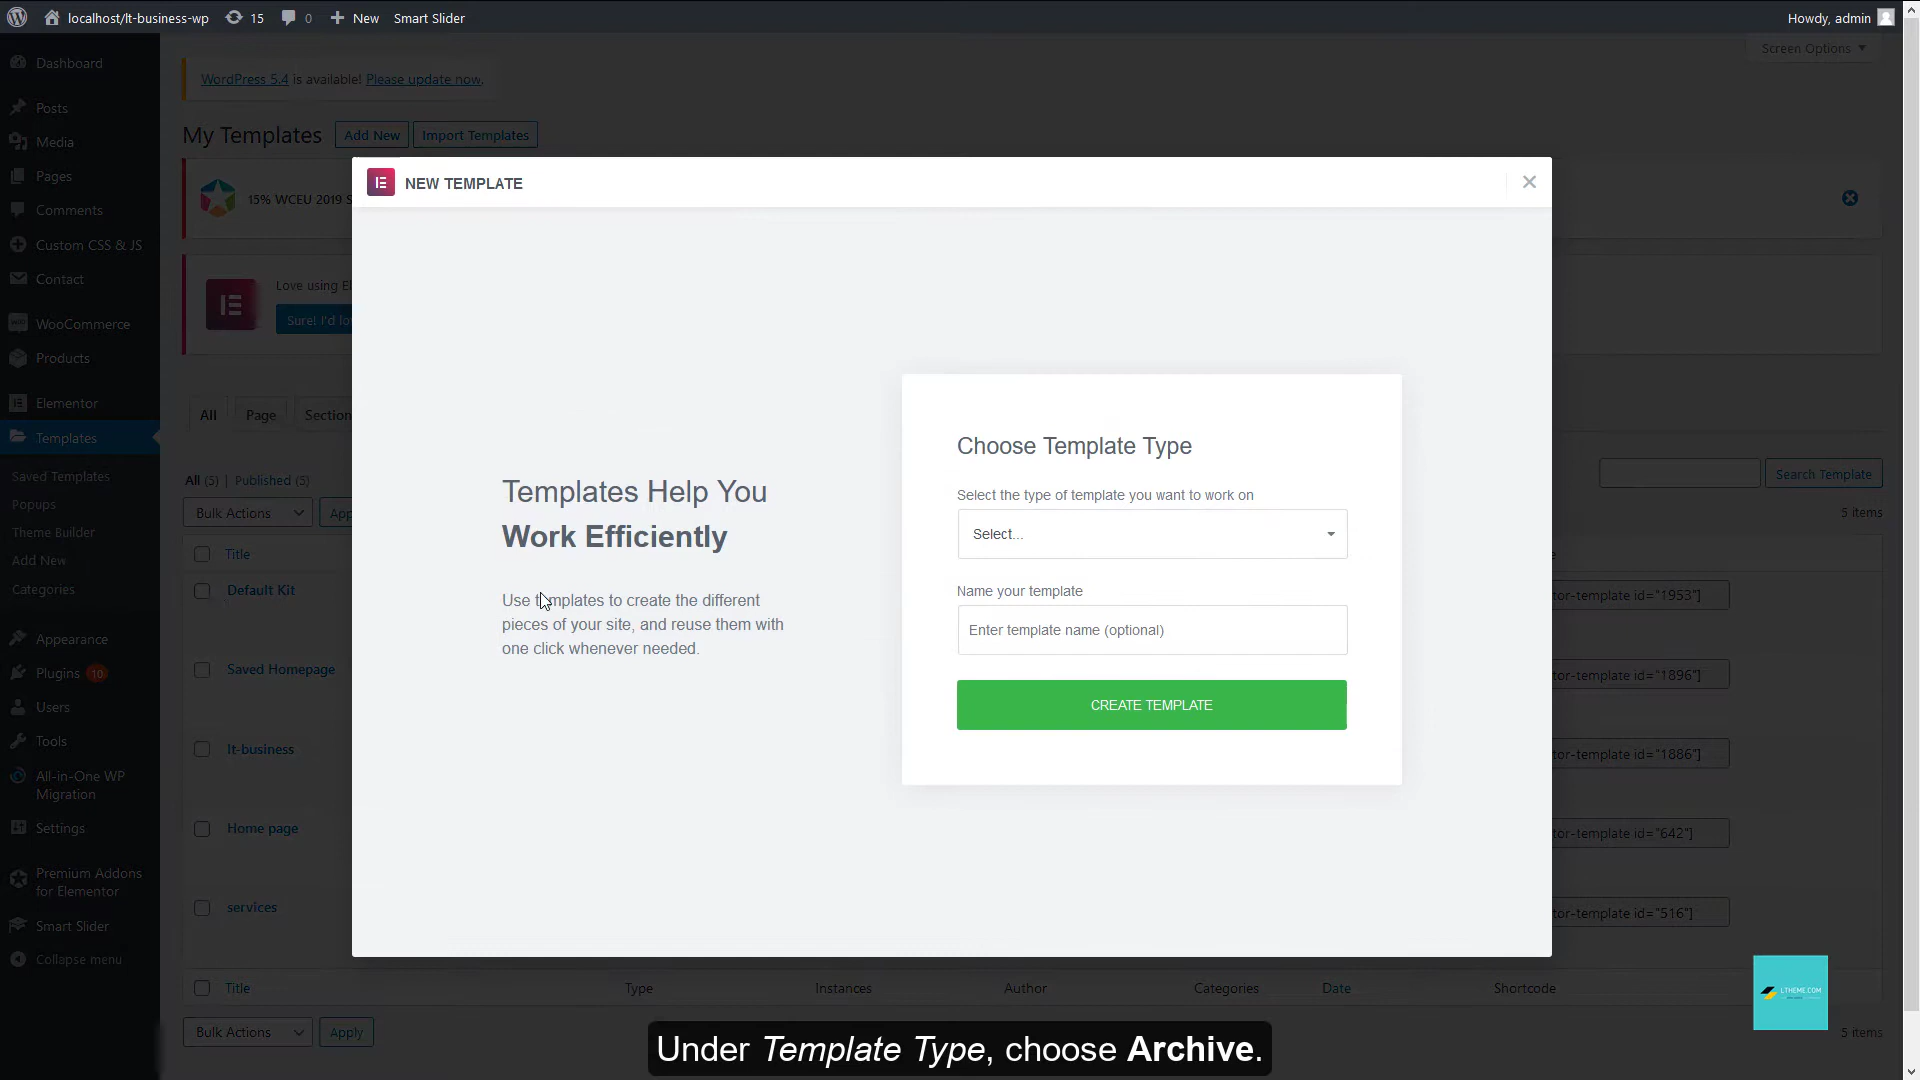 localhost/lt-business-wp 15 0 New Smart Slider Howdy, admin
Screen Options
Dashboard
Posts
Media
Pages
Comments
Custom CSS & JS
Contact
WooCommerce
Products
Elementor
Templates
Saved Templates
Popups
Theme Builder
Add New
Categories
Appearance
Plugins 10
Users
Tools
All-in-One WP
Migration
Settings
Premium Addons
for Elementor
Smart Slider
Collapse menu
WordPress 5.4 is available! Please update now.
My Templates Add New Import Templates
15% WCEU 2019 S
Love using El
Sure! I'd lo
All Page Section
All (5) | Published (5)
Search Template
Bulk Actions App
5 items
Title
Default Kit
tor-template id="1953"]
Saved Homepage
tor-template id="1896"]
lt-business
tor-template id="1886"]
Home page
tor-template id="642"]
services
tor-template id="516"]
Title Type Instances Author Categories Date Shortcode
Bulk Actions Apply
5 items
NEW TEMPLATE
Templates Help You
Work Efficiently
Use templates to create the different
pieces of your site, and reuse them with
one click whenever needed.
Choose Template Type
Select the type of template you want to work on
Select...
Name your template
Enter template name (optional)
CREATE TEMPLATE
LTHEME.COM
Under Template Type, choose Archive.